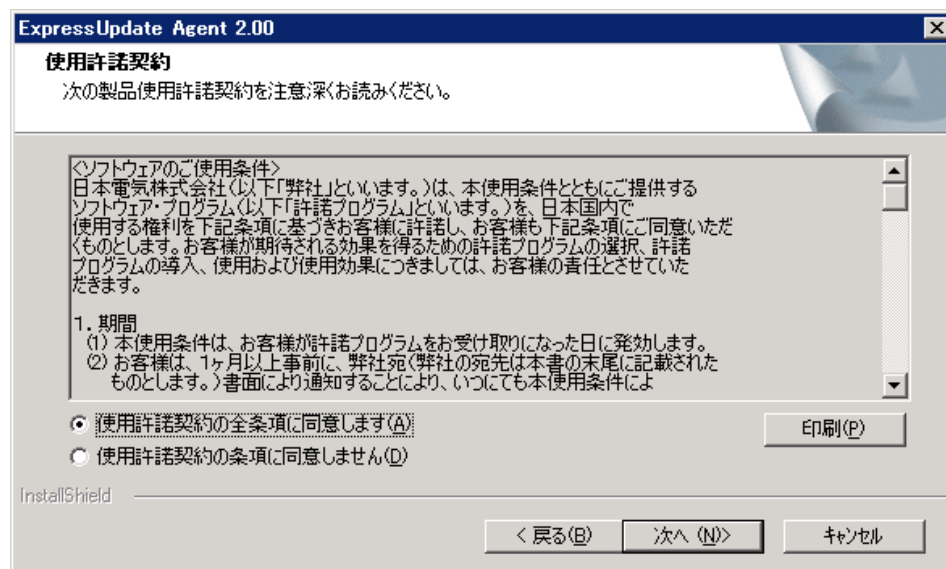 ExpressUpdate Agent 2.00
使用許諾契約
次の製品使用許諾契約を注意深くお読みください。
<ソフトウェアのご使用条件>
日本電気株式会社(以下「弊社」といいます。)は、本使用条件とともにご提供する
ソフトウェア・プログラム(以下「許諾プログラム」といいます。)を、日本国内で
使用する権利を下記条項に基づきお客様に許諾し、お客様も下記条項にご同意いただ
くものとします。お客様が期待される効果を得るための許諾プログラムの選択、許諾
プログラムの導入、使用および使用効果につきましては、お客様の責任とさせていた
だきます。
1. 期間
(1) 本使用条件は、お客様が許諾プログラムをお受け取りになった日に発効します。
(2) お客様は、1ヶ月以上事前に、弊社宛(弊社の宛先は本書の末尾に記載された
ものとします。)書面により通知することにより、いつにても本使用条件によ
使用許諾契約の全条項に同意します(A)
印刷(P)
使用許諾契約の条項に同意しません(D)
InstallShield
< 戻る(B)
次へ (N)>
キャンセル